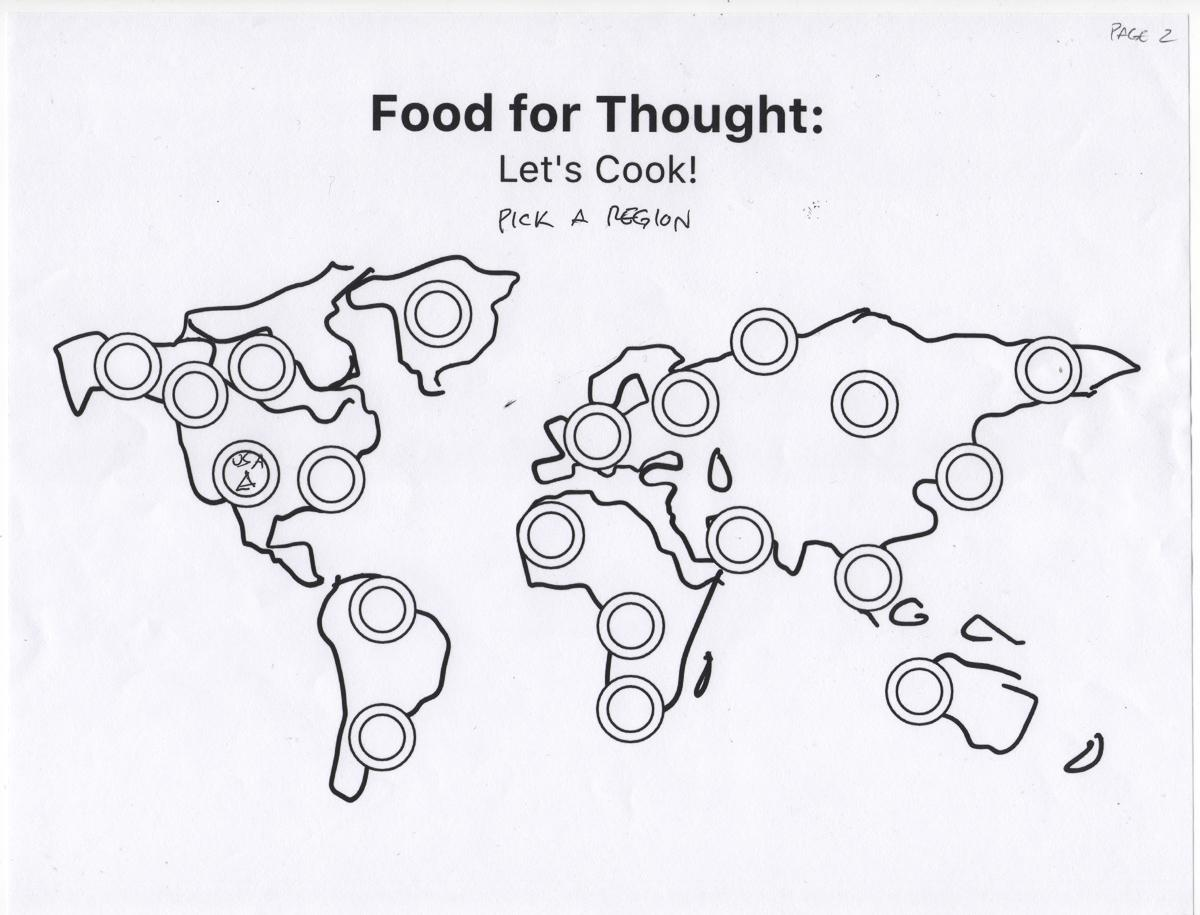 PAGE 2
Food for Thought:
Let's Cook!
PICK A REGION
USA